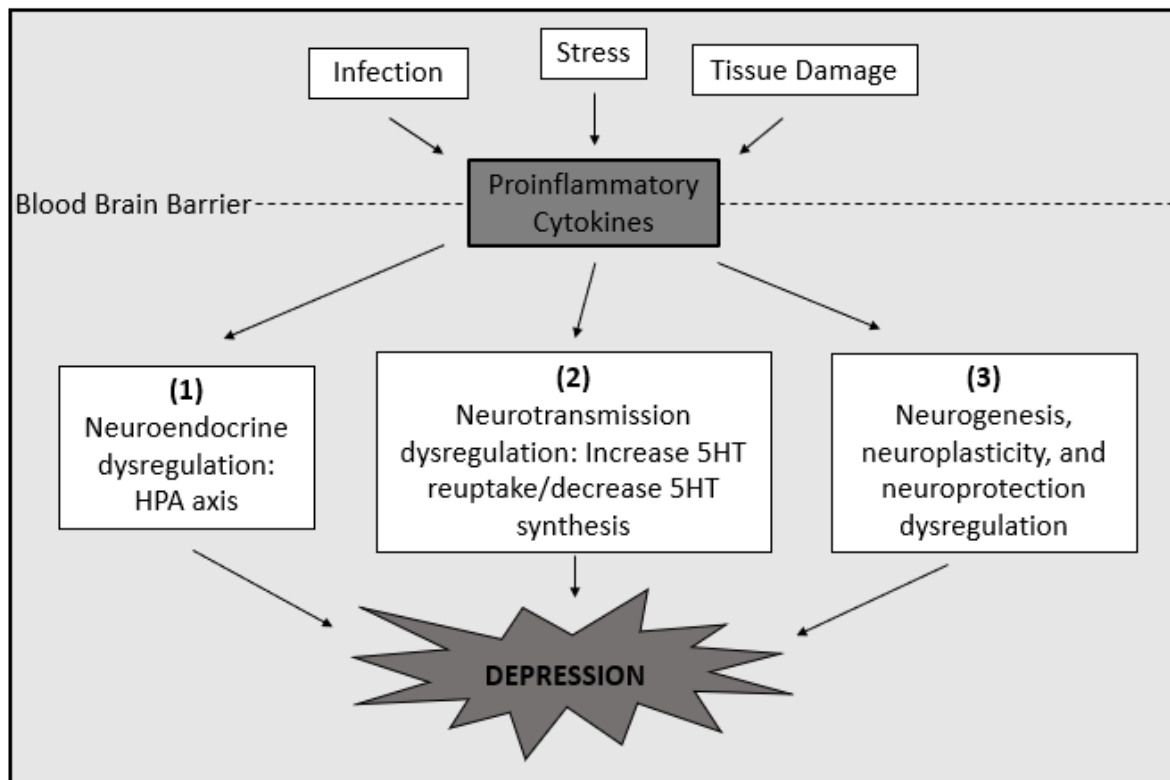 Infection
Stress
Tissue Damage
Proinflammatory
Cytokines
Blood Brain Barrier
(1)
Neuroendocrine
dysregulation:
HPA axis
(2)
Neurotransmission
dysregulation: Increase 5HT
reuptake/decrease 5HT
synthesis
(3)
Neurogenesis,
neuroplasticity, and
neuroprotection
dysregulation
DEPRESSION